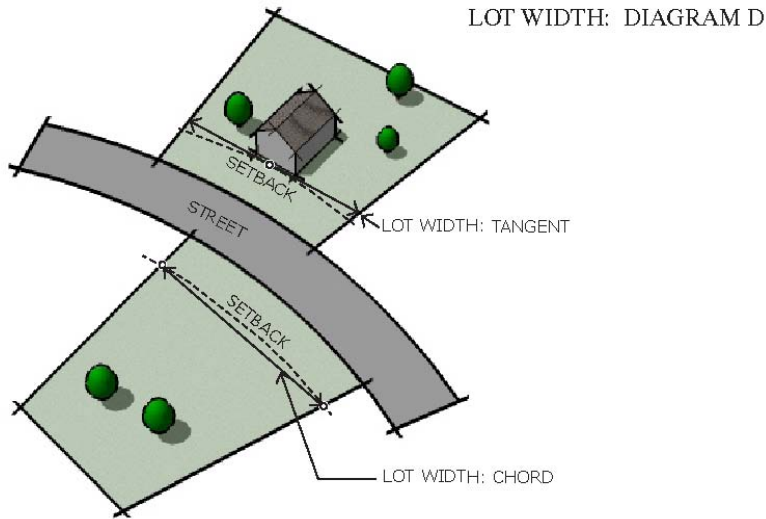 LOT WIDTH: DIAGRAM D
SETBACK
STREET
LOT WIDTH: TANGENT
SETBACK
LOT WIDTH: CHORD